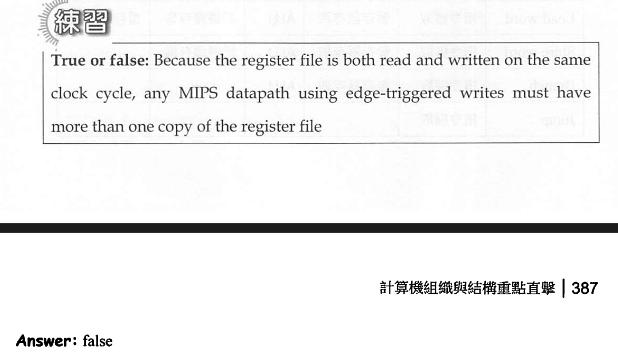 練習
True or false: Because the register file is both read and written on the same
clock cycle, any MIPS datapath using edge-triggered writes must have
more than one copy of the register file
計算機組織與結構重點直擊 | 387
Answer: false